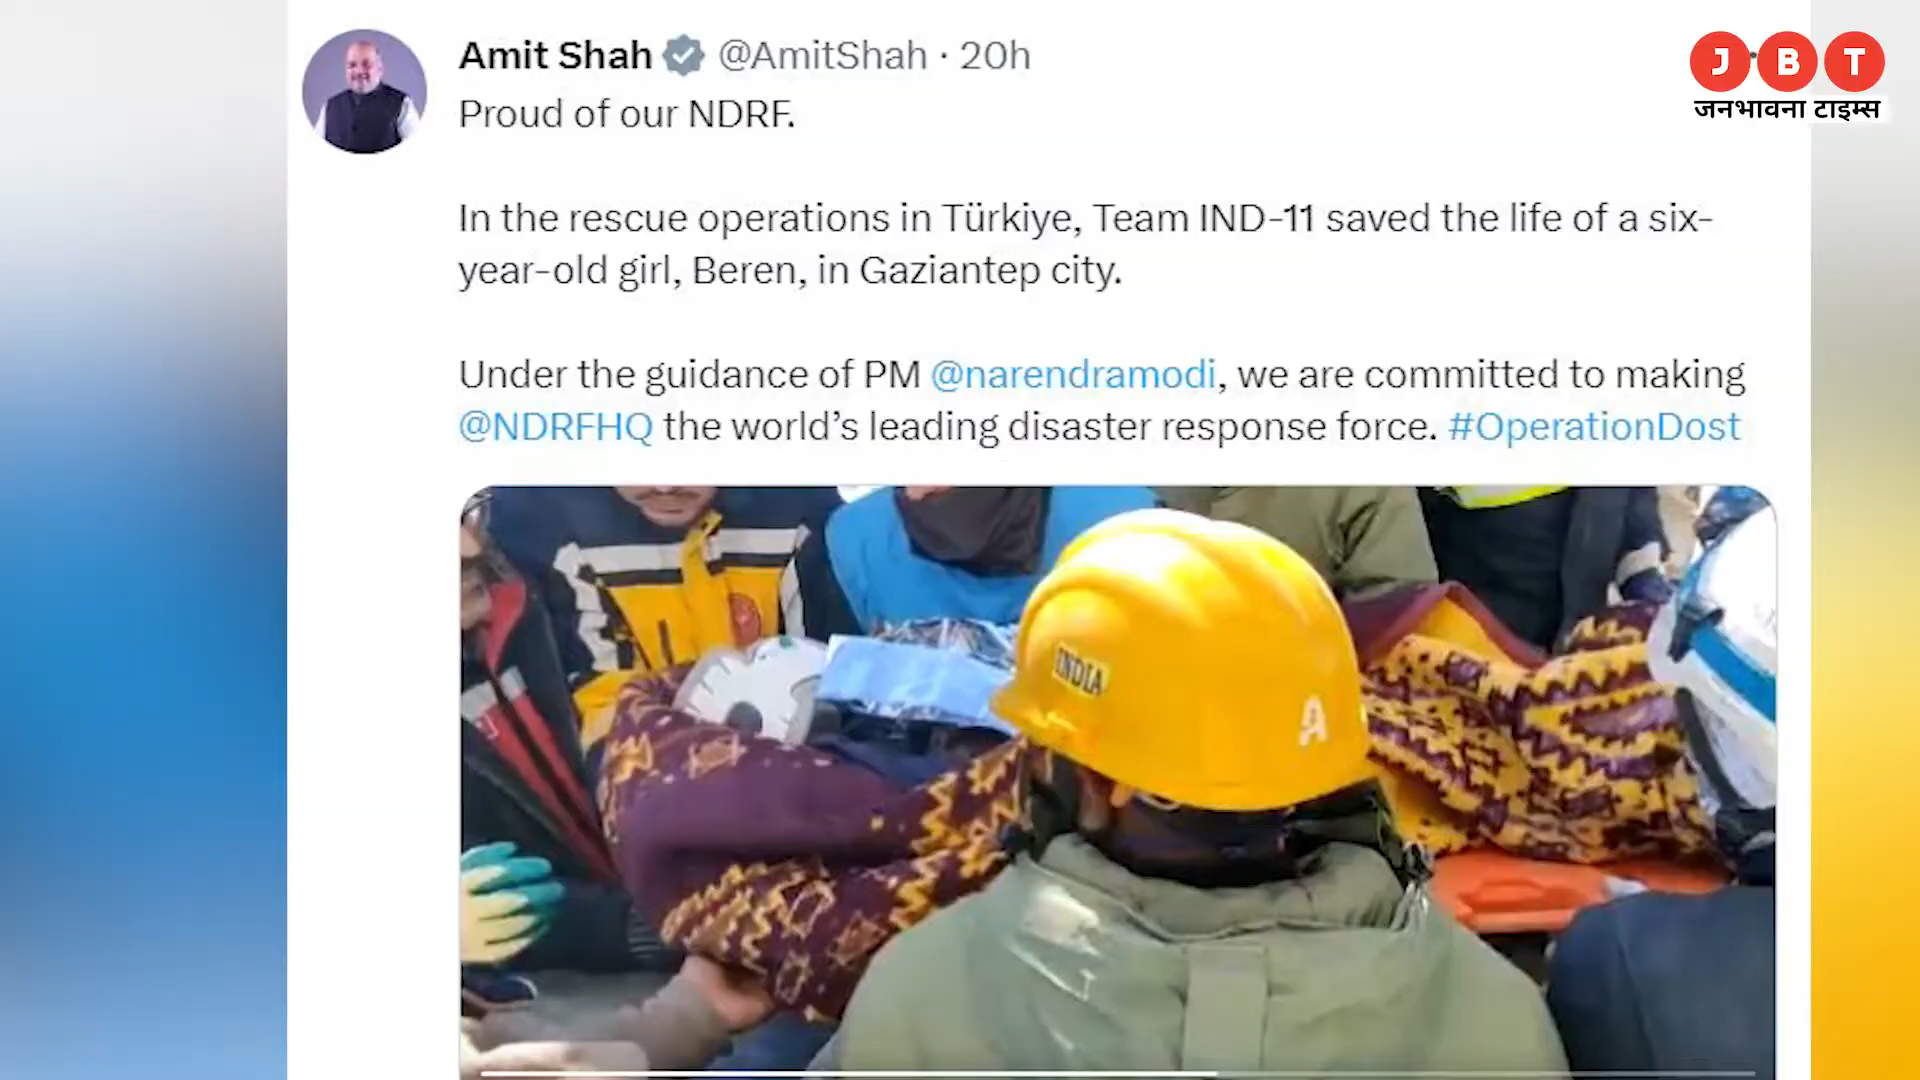 Amit Shah @AmitShah · 20h
Proud of our NDRF.
In the rescue operations in Türkiye, Team IND-11 saved the life of a six-
year-old girl, Beren, in Gaziantep city.
Under the guidance of PM @narendramodi, we are committed to making
@NDRFHQ the world’s leading disaster response force. #OperationDost
J B T
जनभावना टाइम्स
INDIA
A